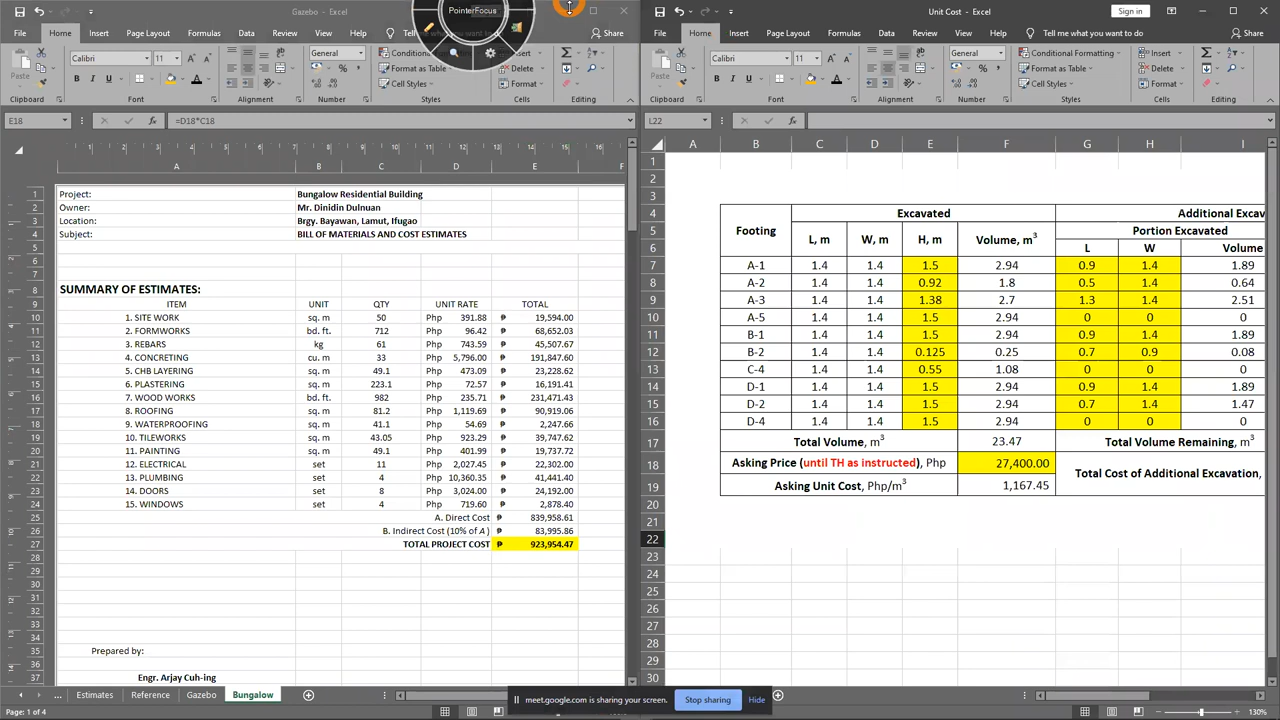 Gazebo - Excel
PointerFocus
Unit Cost - Excel
Sign in
File Home Insert Page Layout Formulas Data Review View Help Tell me what you want Share
File Home Insert Page Layout Formulas Data Review View Help Tell me what you want to do Share
Paste Calibri 11 General Conditional Formatting Insert
Format as Table Delete
Cell Styles Format
Clipboard Font Alignment Number Styles Cells Editing
E18 =D18*C18
L22
Project: Bungalow Residential Building
Owner: Mr. Dinidin Dulnuan
Location: Brgy. Bayawan, Lamut, Ifugao
Subject: BILL OF MATERIALS AND COST ESTIMATES
SUMMARY OF ESTIMATES:
ITEM UNIT QTY UNIT RATE TOTAL
1. SITE WORK sq. m 50 Php 391.88 ₱ 19,594.00
2. FORMWORKS bd. ft. 712 Php 96.42 ₱ 68,652.03
3. REBARS kg 61 Php 743.59 ₱ 45,507.67
4. CONCRETING cu. m 33 Php 5,796.00 ₱ 191,847.60
5. CHB LAYERING sq. m 49.1 Php 473.09 ₱ 23,228.62
6. PLASTERING sq. m 223.1 Php 72.57 ₱ 16,191.41
7. WOOD WORKS bd. ft. 982 Php 235.71 ₱ 231,471.43
8. ROOFING sq. m 81.2 Php 1,119.69 ₱ 90,919.06
9. WATERPROOFING sq. m 41.1 Php 54.69 ₱ 2,247.66
10. TILEWORKS sq. m 43.05 Php 923.29 ₱ 39,747.62
11. PAINTING sq. m 49.1 Php 401.99 ₱ 19,737.72
12. ELECTRICAL set 11 Php 2,027.45 ₱ 22,302.00
13. PLUMBING set 4 Php 10,360.35 ₱ 41,441.40
14. DOORS set 8 Php 3,024.00 ₱ 24,192.00
15. WINDOWS set 4 Php 719.60 ₱ 2,878.40
A. Direct Cost ₱ 839,958.61
B. Indirect Cost (10% of A ) ₱ 83,995.86
TOTAL PROJECT COST ₱ 923,954.47
Prepared by:
Engr. Arjay Cuh-ing
A B C D E F G H I
Footing Excavated Additional Excav
Portion Excavated
L, m W, m H, m Volume, m³ L W Volume
A-1 1.4 1.4 1.5 2.94 0.9 1.4 1.89
A-2 1.4 1.4 0.92 1.8 0.5 1.4 0.64
A-3 1.4 1.4 1.38 2.7 1.3 1.4 2.51
A-5 1.4 1.4 1.5 2.94 0 0 0
B-1 1.4 1.4 1.5 2.94 0.9 1.4 1.89
B-2 1.4 1.4 0.125 0.25 0.7 0.9 0.08
C-4 1.4 1.4 0.55 1.08 0 0 0
D-1 1.4 1.4 1.5 2.94 0.9 1.4 1.89
D-2 1.4 1.4 1.5 2.94 0.7 1.4 1.47
D-4 1.4 1.4 1.5 2.94 0 0 0
Total Volume, m³ 23.47 Total Volume Remaining, m³
Asking Price (until TH as instructed), Php 27,400.00 Total Cost of Additional Excavation,
Asking Unit Cost, Php/m³ 1,167.45
... Estimates Reference Gazebo Bungalow
meet.google.com is sharing your screen. Stop sharing Hide
Page: 1 of 4
130%